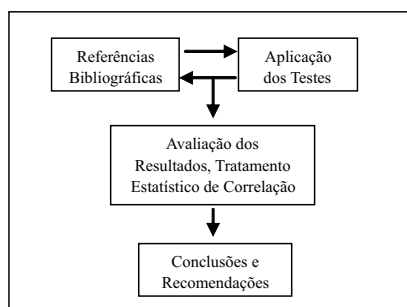 Referências
Bibliográficas
Aplicação
dos Testes
Avaliação dos
Resultados, Tratamento
Estatístico de Correlação
Conclusões e
Recomendações